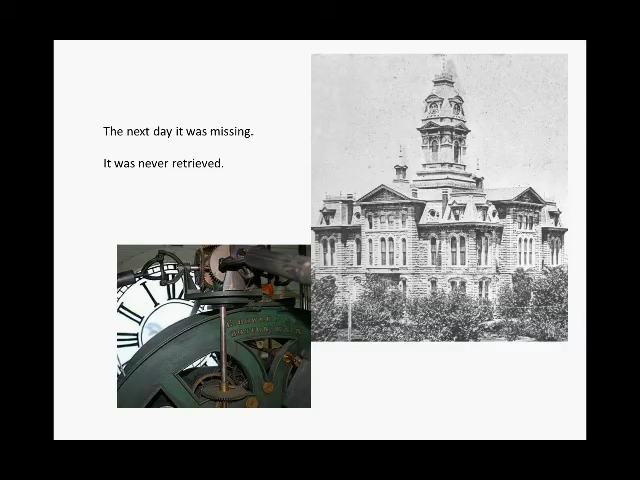 The next day it was missing.
It was never retrieved.